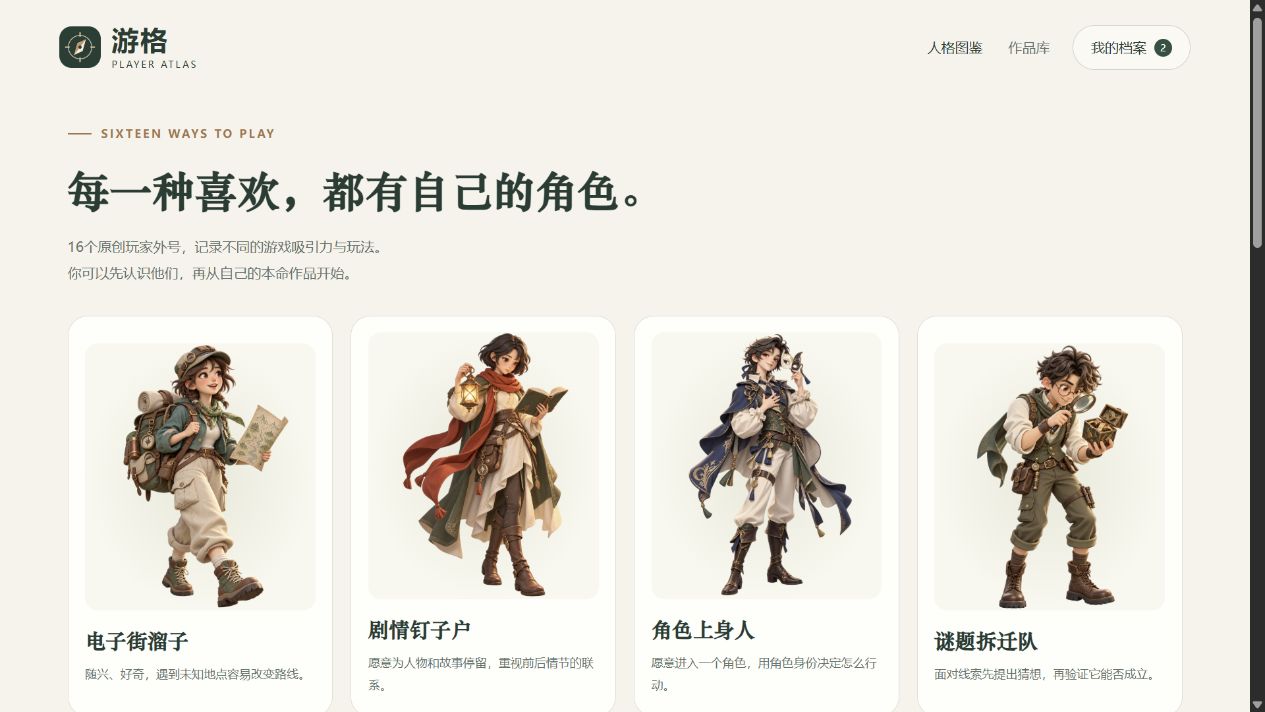 游格
PLAYER ATLAS
人格图鉴
作品库
我的档案 2
SIXTEEN WAYS TO PLAY
每一种喜欢，都有自己的角色。
16个原创玩家外号，记录不同的游戏吸引力与玩法。
你可以先认识他们，再从自己的本命作品开始。
电子街溜子
随兴、好奇，遇到未知地点容易改变路线。
剧情钉子户
愿意为人物和故事停留，重视前后情节的联
系。
角色上身人
愿意进入一个角色，用角色身份决定怎么行
动。
谜题拆迁队
面对线索先提出猜想，再验证它能否成立。